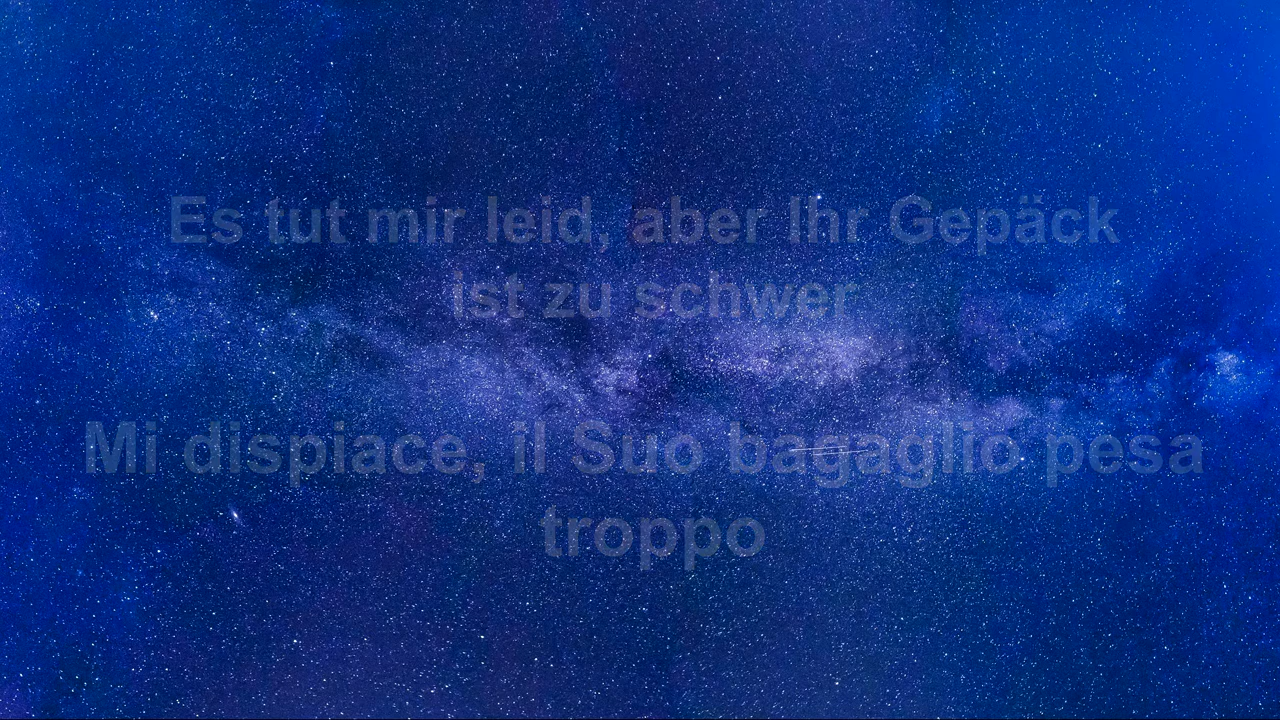 Es tut mir leid, aber Ihr Gepäck
ist zu schwer
Mi dispiace, il Suo bagaglio pesa
troppo